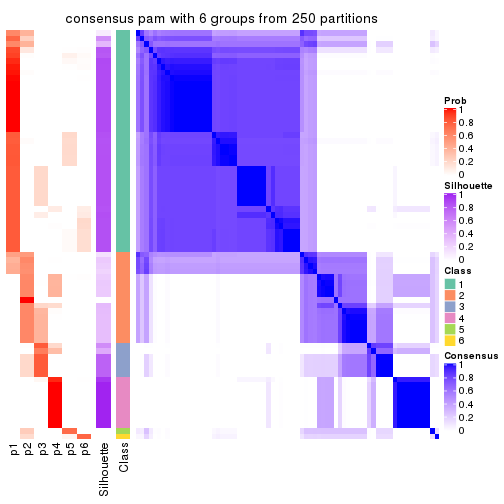 consensus pam with 6 groups from 250 partitions
Prob
1
0.8
0.6
0.4
0.2
0
Silhouette
1
0.8
0.6
0.4
0.2
0
Class
1
2
3
4
5
6
Consensus
1
0.8
0.6
0.4
0.2
0
p1
p2
p3
p4
p5
p6
Silhouette
Class